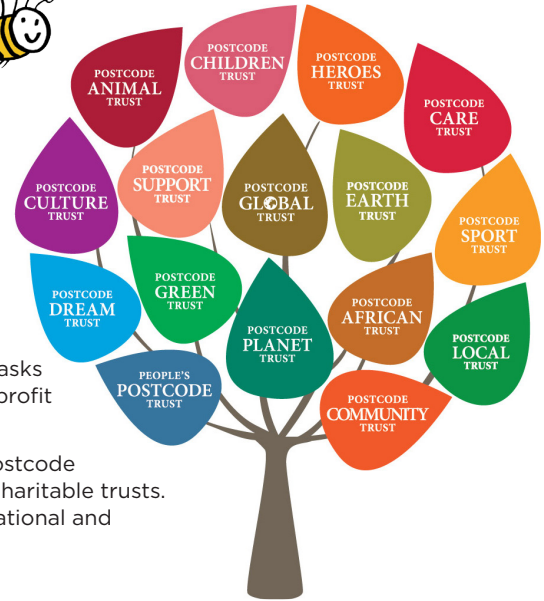 POSTCODE
ANIMAL
TRUST
POSTCODE
CHILDREN
TRUST
POSTCODE
HEROES
TRUST
POSTCODE
CARE
TRUST
POSTCODE
CULTURE
TRUST
POSTCODE
SUPPORT
TRUST
POSTCODE
GLOBAL
TRUST
POSTCODE
EARTH
TRUST
POSTCODE
SPORT
TRUST
POSTCODE
DREAM
TRUST
POSTCODE
GREEN
TRUST
POSTCODE
PLANET
TRUST
POSTCODE
AFRICAN
TRUST
POSTCODE
LOCAL
TRUST
PEOPLE'S
POSTCODE
TRUST
POSTCODE
COMMUNITY
TRUST
asks
profit
ostcode
haritable trusts.
ational and